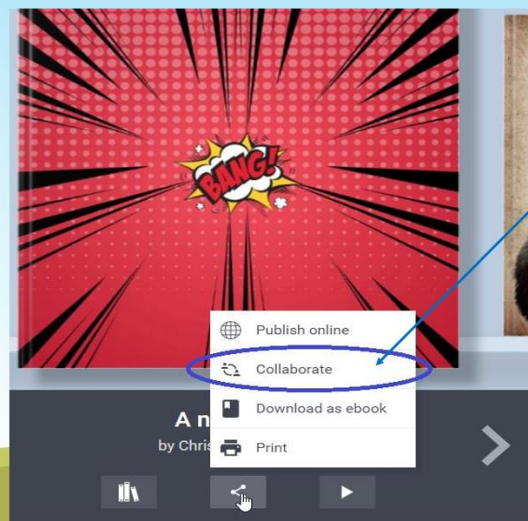 BANG!
Publish online
Collaborate
Download as ebook
A n
by Chris
Print